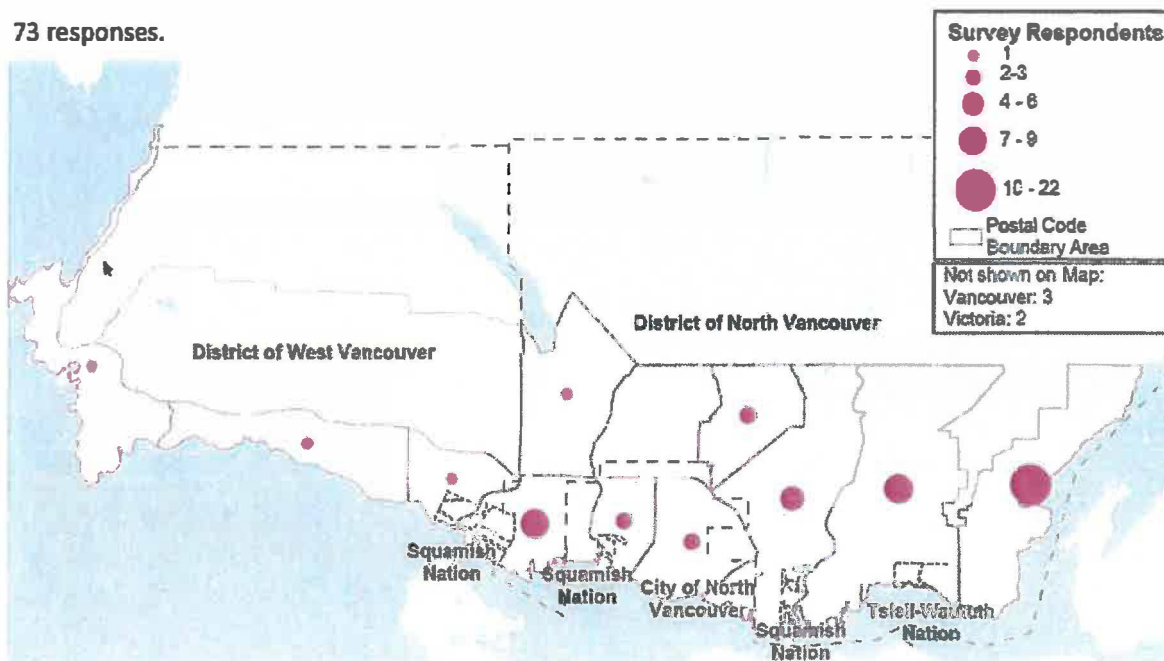 73 responses.
Survey Respondents
1
2-3
4 - 6
7 - 9
10 - 22
Postal Code
Boundary Area
Not shown on Map:
Vancouver: 3
Victoria: 2
District of North Vancouver
District of West Vancouver
Squamish
Nation
Squamish
Nation
City of North
Vancouver
Squamish
Nation
Tsleil-Waututh
Nation